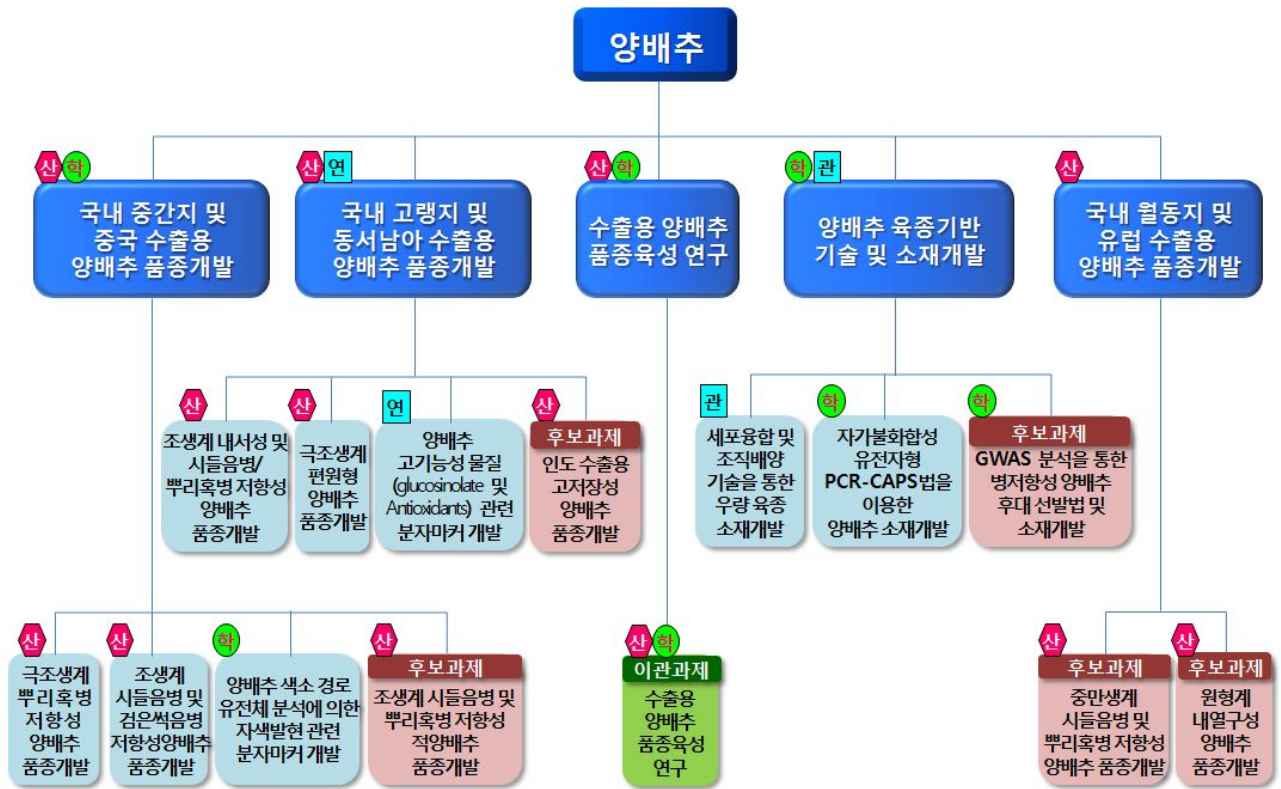 양배추
산 학
국내 중간지 및
중국 수출용
양배추 품종개발
산 연
국내 고랭지 및
동서남아 수출용
양배추 품종개발
산 학
수출용 양배추
품종육성 연구
학 관
양배추 육종기반
기술 및 소재개발
산
국내 월동지 및
유럽 수출용
양배추 품종개발
산
조생계 내서성 및
시들음병/
뿌리혹병 저항성
양배추
품종개발
산
극조생계
편원형
양배추
품종개발
연
양배추
고기능성 물질
(glucosinolate 및
Antioxidants) 관련
분자마커 개발
산
후보과제
인도 수출용
고저장성
양배추
품종개발
관
세포융합 및
조직배양
기술을 통한
우량 육종
소재개발
학
자가불화합성
유전자형
PCR-CAPS법을
이용한
양배추 소재개발
학
후보과제
GWAS 분석을 통한
병저항성 양배추
후대 선발법 및
소재개발
산
극조생계
뿌리혹병
저항성
양배추
품종개발
산
조생계
시들음병 및
검은썩음병
저항성양배추
품종개발
학
양배추 색소 경로
유전체 분석에 의한
자색발현 관련
분자마커 개발
산
후보과제
조생계 시들음병 및
뿌리혹병 저항성
적양배추
품종개발
산 학
이관과제
수출용
양배추
품종육성
연구
산
후보과제
중만생계
시들음병 및
뿌리혹병 저항성
양배추 품종개발
산
후보과제
원형계
내열구성
양배추
품종개발